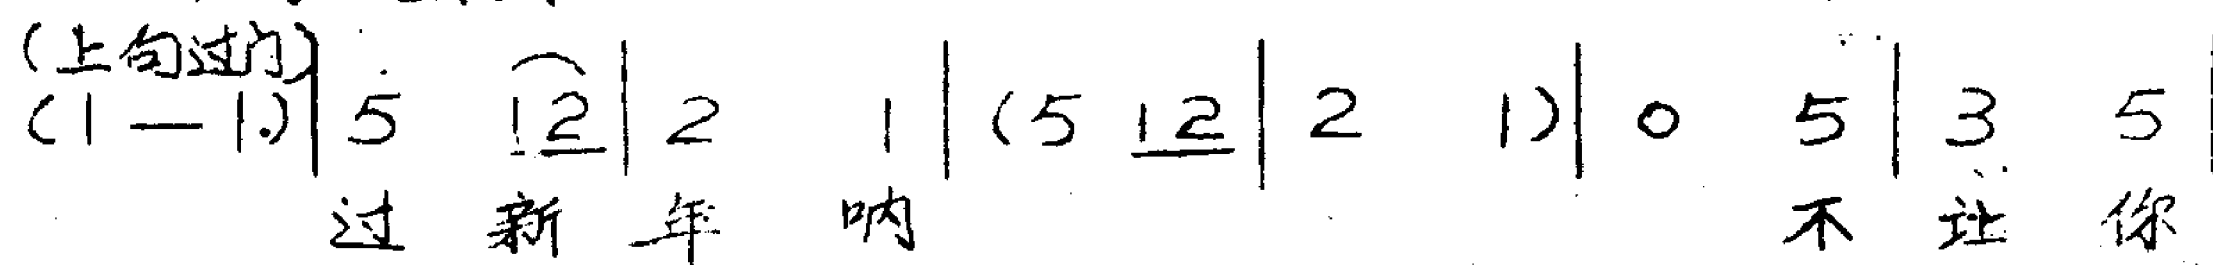 (上句过门)
(1 — 1.) | 5 12 | 2 1 | (5 12 | 2 1) | 0 5 | 3 5 |
过 新 年 呐 不 让 你